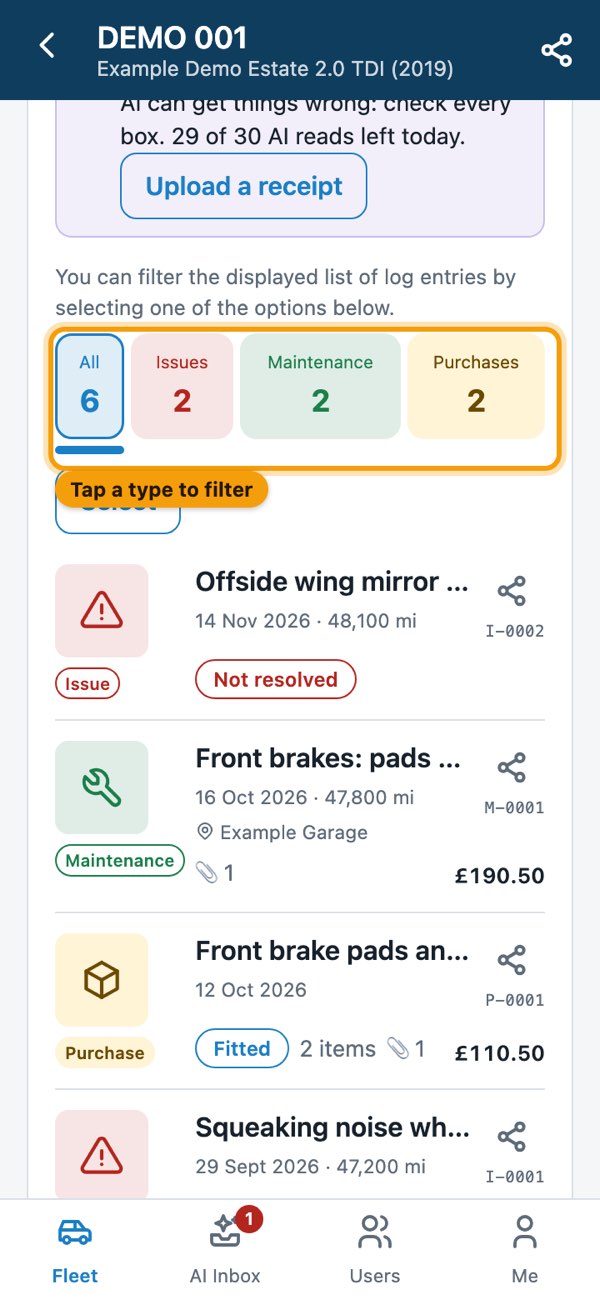 DEMO 001
Example Demo Estate 2.0 TDI (2019)
AI can get things wrong: check every
box. 29 of 30 AI reads left today.
Upload a receipt
You can filter the displayed list of log entries by
selecting one of the options below.
All
6
Issues
2
Maintenance
2
Purchases
2
Tap a type to filter
Offside wing mirror ...
14 Nov 2026 · 48,100 mi
I-0002
Issue
Not resolved
Front brakes: pads ...
16 Oct 2026 · 47,800 mi
M-0001
Example Garage
Maintenance
1
£190.50
Front brake pads an...
12 Oct 2026
P-0001
Purchase
Fitted
2 items
1
£110.50
Squeaking noise wh...
29 Sept 2026 · 47,200 mi
I-0001
1
Fleet
AI Inbox
Users
Me